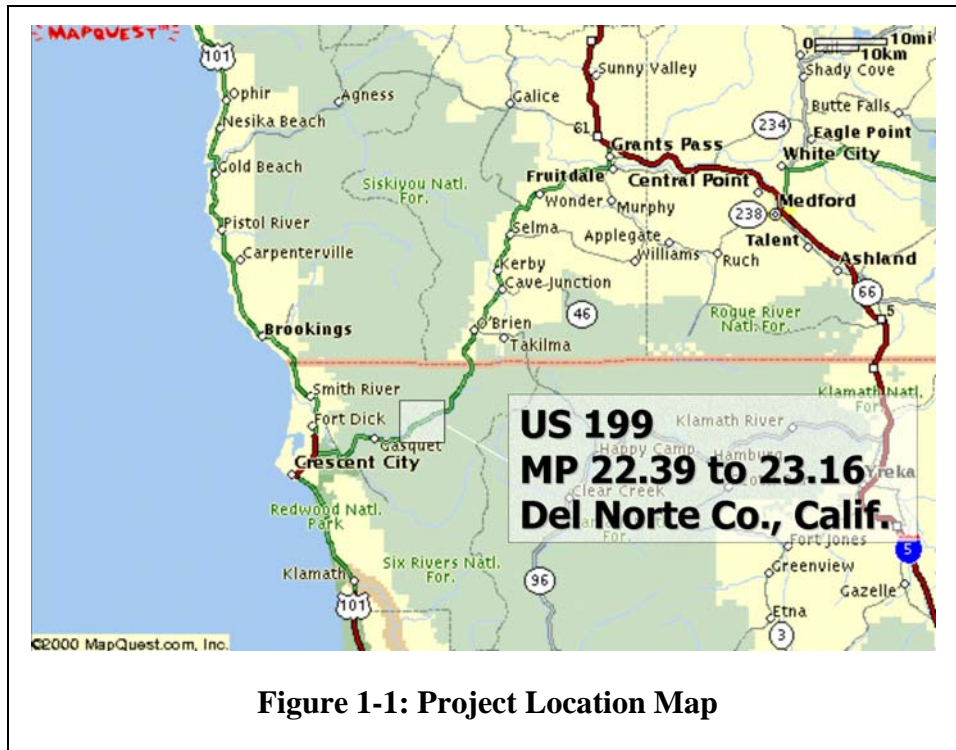 MAPQUEST
101
Ophir
Nesika Beach
Gold Beach
Pistol River
Carpenterville
Brookings
Agness
Siskiyou Natl.
For.
Galice
Sunny Valley
61
Grants Pass
Fruitdale
Wonder
Murphy
Selma
Applegate
Williams
Ruch
Kerby
Cave Junction
O'Brien
Takilma
46
0
10mi
10km
Shady Cove
Butte Falls
234
Eagle Point
White City
Central Point
Medford
238
Talent
Ashland
66
5
Rogue River
Natl. For.
Smith River
Fort Dick
Gasquet
Crescent City
Redwood Natl.
Park
Klamath
101
Six Rivers Natl.
For.
96
US 199
MP 22.39 to 23.16
Del Norte Co., Calif.
Klamath Natl.
For.
Klamath River
Happy Camp
Hamburg
Clear Creek
Yreka
Fort Jones
5
Greenview
Gazelle
Etna
3
©2000 MapQuest.com, Inc.
Figure 1-1: Project Location Map